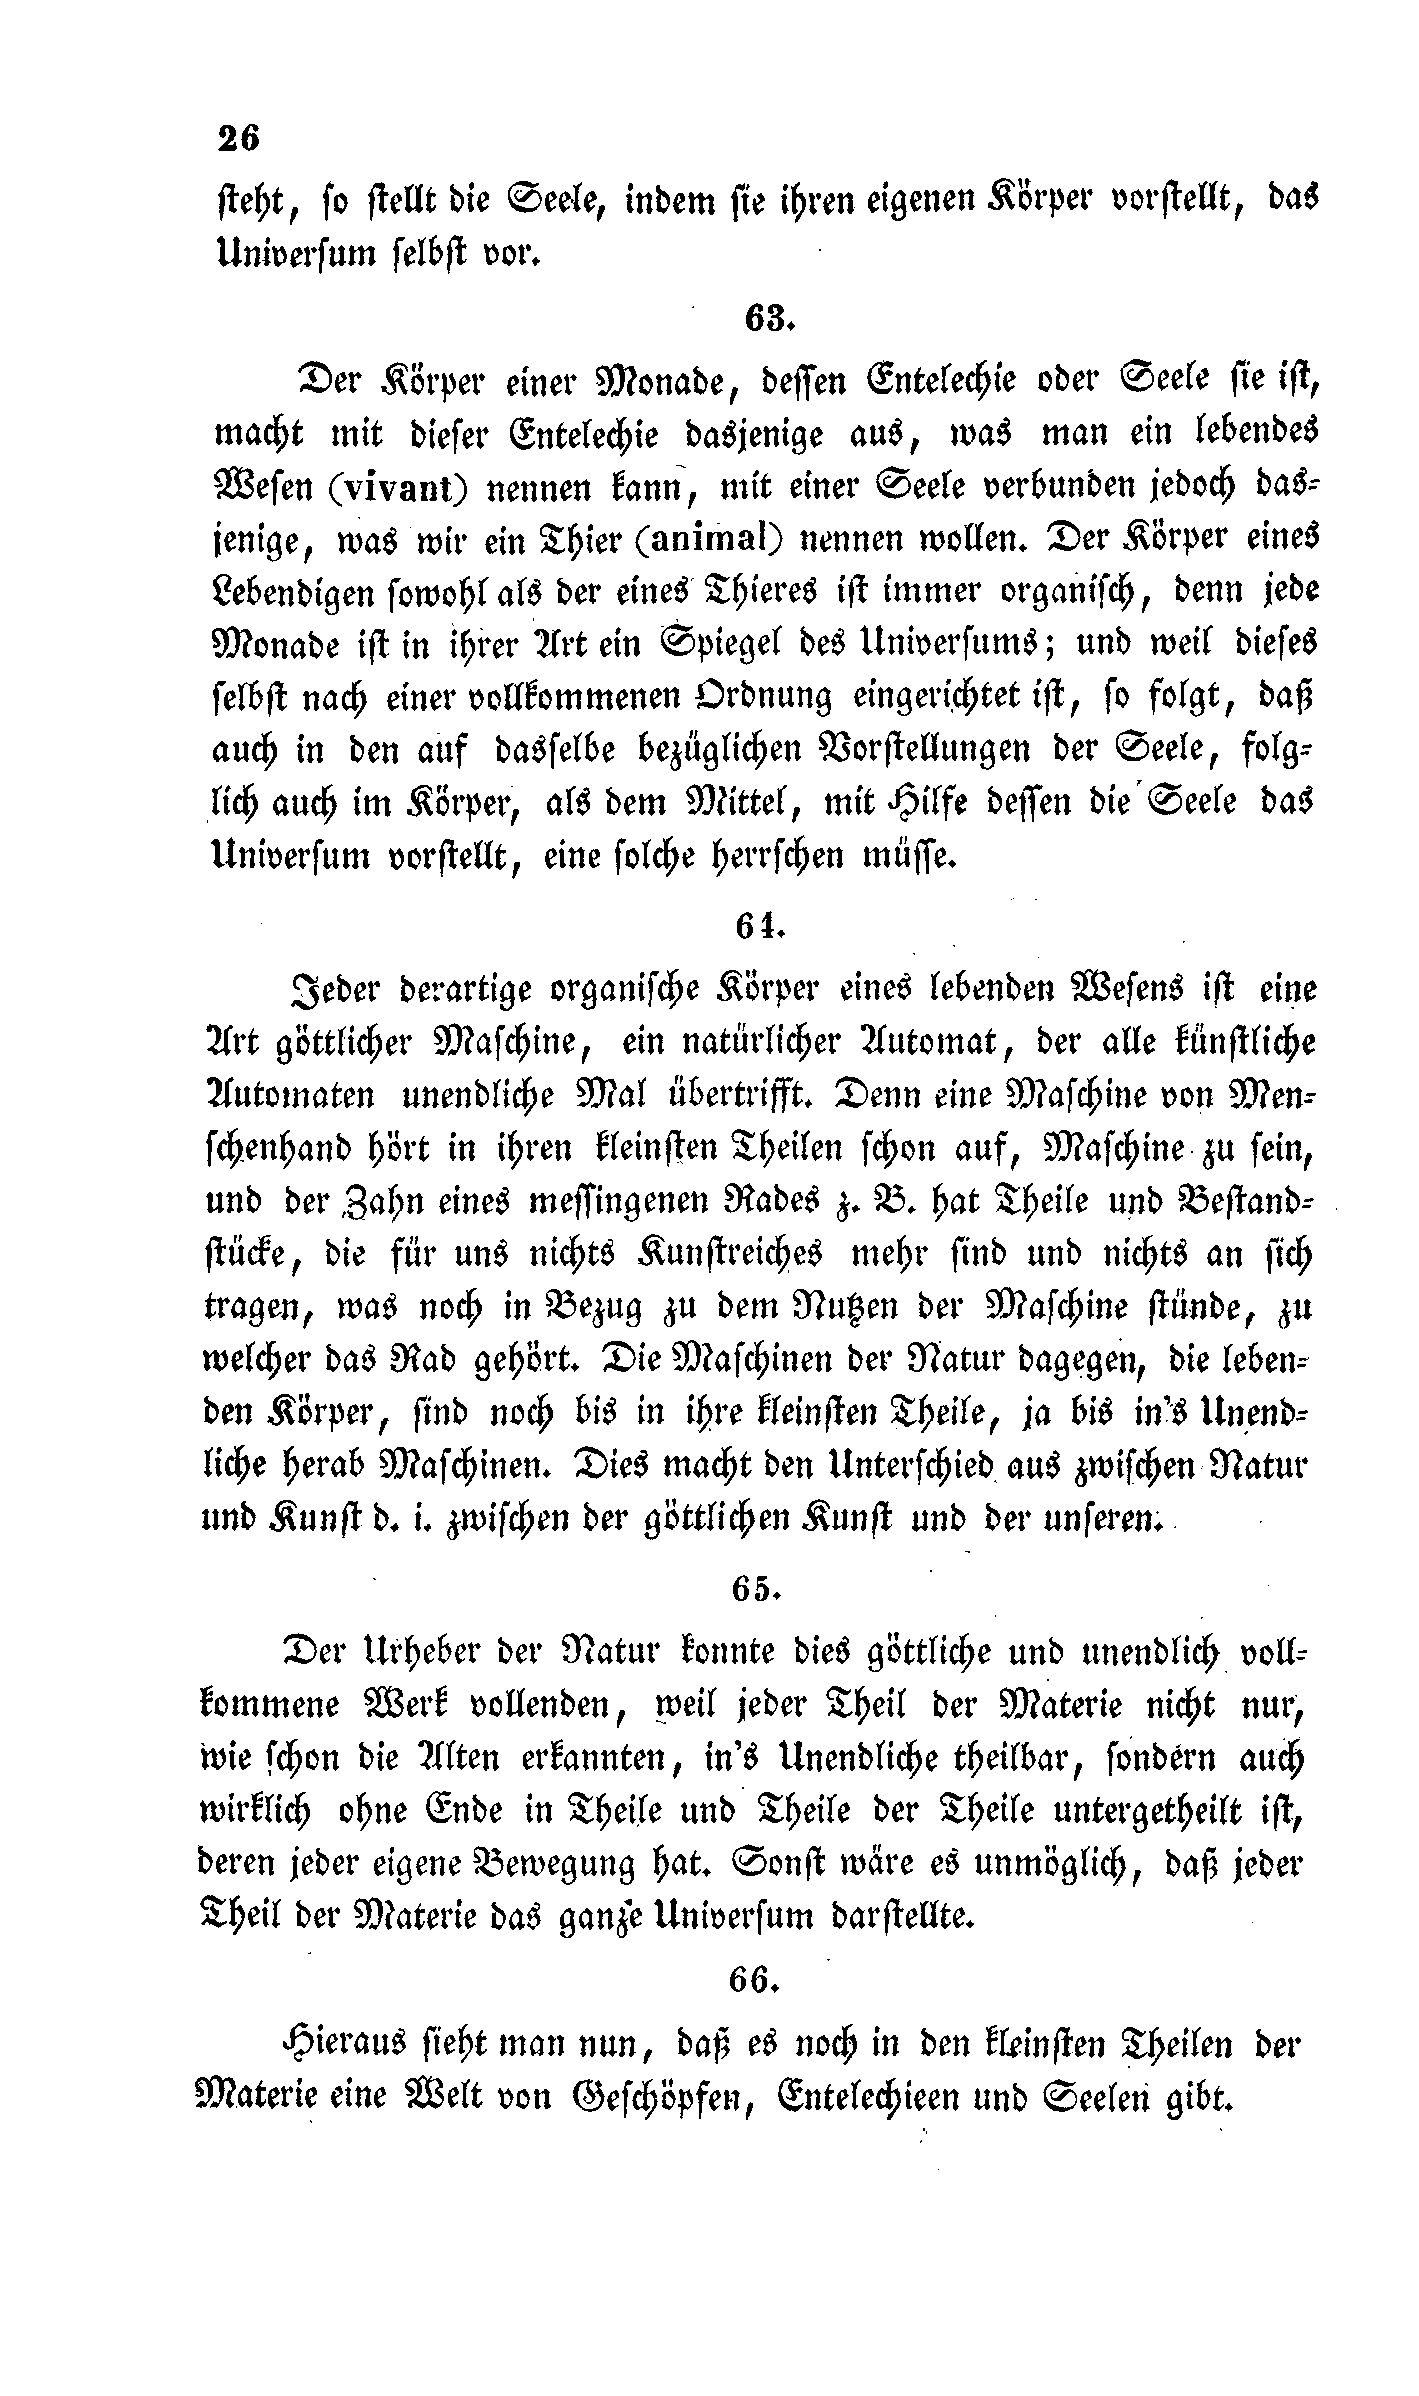 26
steht, so stellt die Seele, indem sie ihren eigenen Körper vorstellt, das
Universum selbst vor.
63.
Der Körper einer Monade, dessen Entelechie oder Seele sie ist,
macht mit dieser Entelechie dasjenige aus, was man ein lebendes
Wesen (vivant) nennen kann, mit einer Seele verbunden jedoch das-
jenige, was wir ein Thier (animal) nennen wollen. Der Körper eines
Lebendigen sowohl als der eines Thieres ist immer organisch, denn jede
Monade ist in ihrer Art ein Spiegel des Universums; und weil dieses
selbst nach einer vollkommenen Ordnung eingerichtet ist, so folgt, daß
auch in den auf dasselbe bezüglichen Vorstellungen der Seele, folg-
lich auch im Körper, als dem Mittel, mit Hilfe dessen die Seele das
Universum vorstellt, eine solche herrschen müsse.
64.
Jeder derartige organische Körper eines lebenden Wesens ist eine
Art göttlicher Maschine, ein natürlicher Automat, der alle künstliche
Automaten unendliche Mal übertrifft. Denn eine Maschine von Men-
schenhand hört in ihren kleinsten Theilen schon auf, Maschine zu sein,
und der Zahn eines messingenen Rades z. B. hat Theile und Bestand-
stücke, die für uns nichts Kunstreiches mehr sind und nichts an sich
tragen, was noch in Bezug zu dem Nutzen der Maschine stünde, zu
welcher das Rad gehört. Die Maschinen der Natur dagegen, die leben-
den Körper, sind noch bis in ihre kleinsten Theile, ja bis in's Unend-
liche herab Maschinen. Dies macht den Unterschied aus zwischen Natur
und Kunst d. i. zwischen der göttlichen Kunst und der unseren.
65.
Der Urheber der Natur konnte dies göttliche und unendlich voll-
kommene Werk vollenden, weil jeder Theil der Materie nicht nur,
wie schon die Alten erkannten, in's Unendliche theilbar, sondern auch
wirklich ohne Ende in Theile und Theile der Theile untergetheilt ist,
deren jeder eigene Bewegung hat. Sonst wäre es unmöglich, daß jeder
Theil der Materie das ganze Universum darstellte.
66.
Hieraus sieht man nun, daß es noch in den kleinsten Theilen der
Materie eine Welt von Geschöpfen, Entelechieen und Seelen gibt.